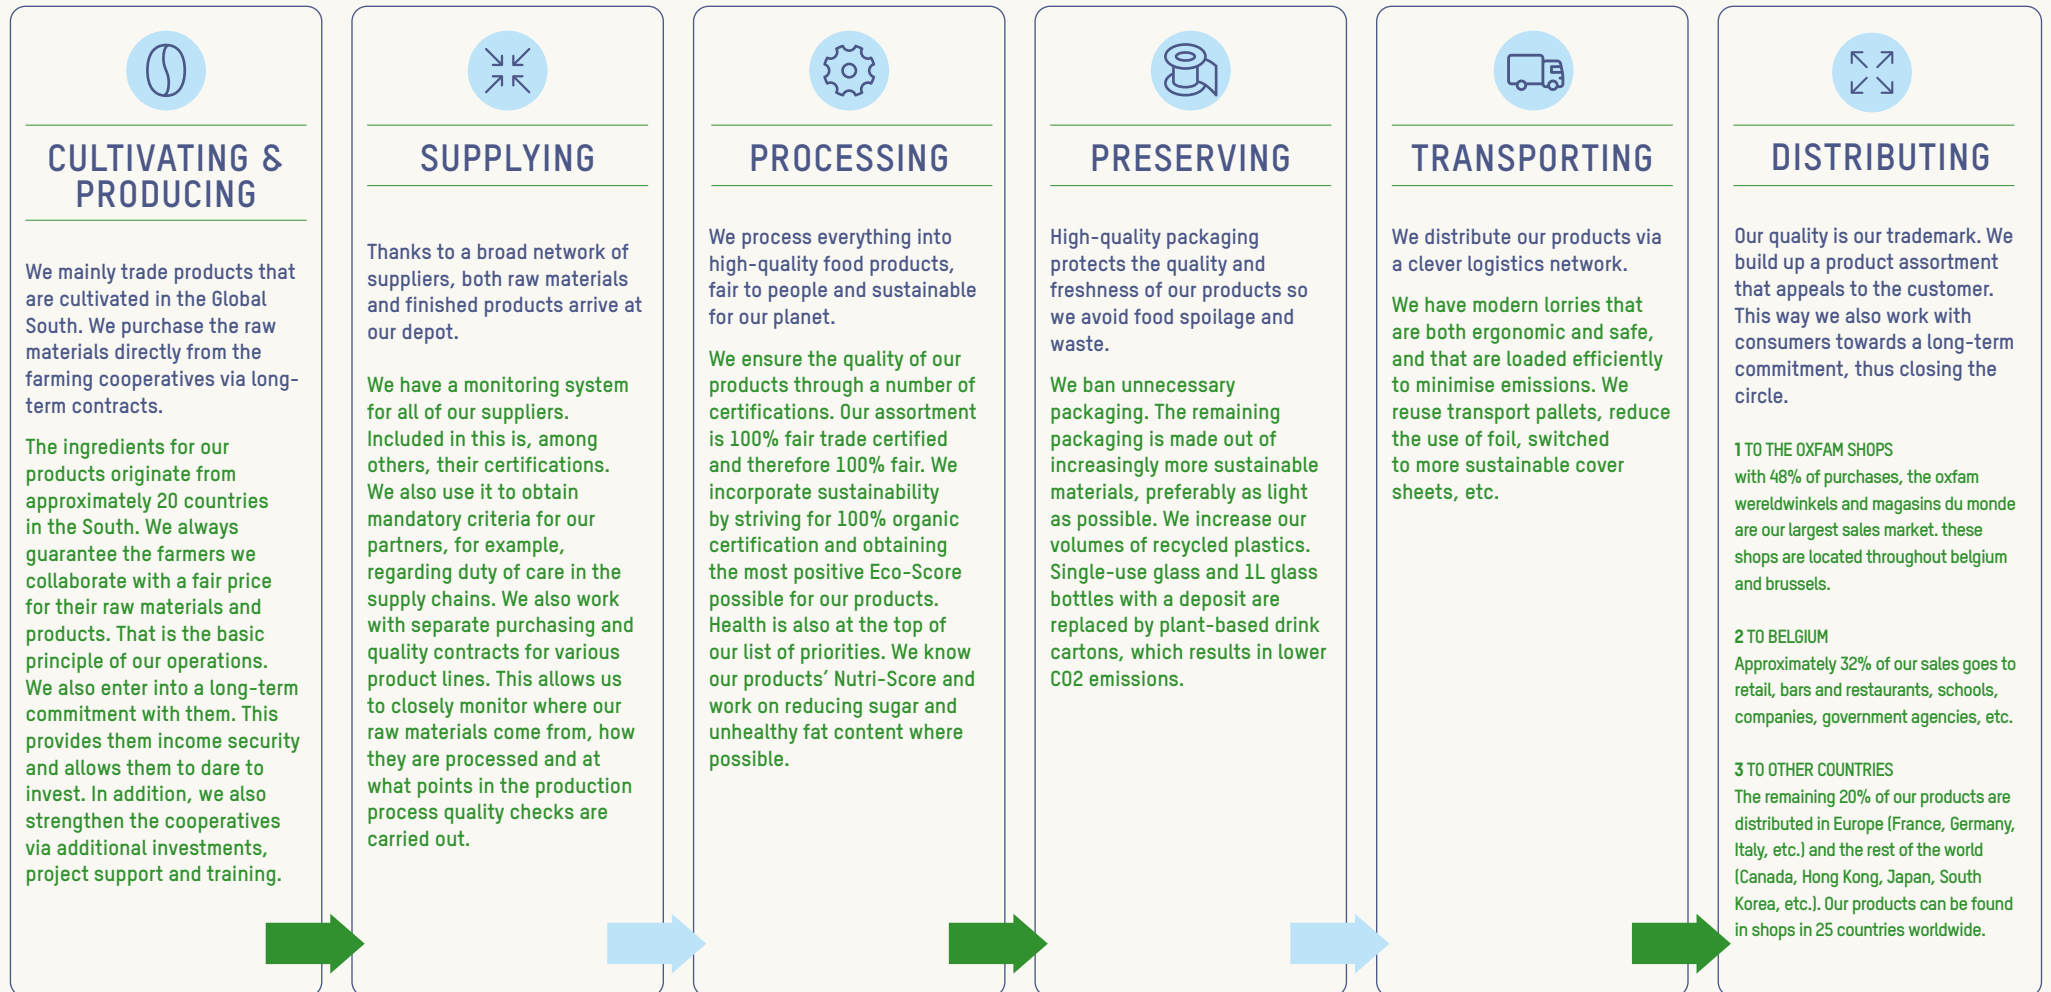 CULTIVATING &
PRODUCING
We mainly trade products that
are cultivated in the Global
South. We purchase the raw
materials directly from the
farming cooperatives via long-
term contracts.
The ingredients for our
products originate from
approximately 20 countries
in the South. We always
guarantee the farmers we
collaborate with a fair price
for their raw materials and
products. That is the basic
principle of our operations.
We also enter into a long-term
commitment with them. This
provides them income security
and allows them to dare to
invest. In addition, we also
strengthen the cooperatives
via additional investments,
project support and training.
SUPPLYING
Thanks to a broad network of
suppliers, both raw materials
and finished products arrive at
our depot.
We have a monitoring system
for all of our suppliers.
Included in this is, among
others, their certifications.
We also use it to obtain
mandatory criteria for our
partners, for example,
regarding duty of care in the
supply chains. We also work
with separate purchasing and
quality contracts for various
product lines. This allows us
to closely monitor where our
raw materials come from, how
they are processed and at
what points in the production
process quality checks are
carried out.
PROCESSING
We process everything into
high-quality food products,
fair to people and sustainable
for our planet.
We ensure the quality of our
products through a number of
certifications. Our assortment
is 100% fair trade certified
and therefore 100% fair. We
incorporate sustainability
by striving for 100% organic
certification and obtaining
the most positive Eco-Score
possible for our products.
Health is also at the top of
our list of priorities. We know
our products’ Nutri-Score and
work on reducing sugar and
unhealthy fat content where
possible.
PRESERVING
High-quality packaging
protects the quality and
freshness of our products so
we avoid food spoilage and
waste.
We ban unnecessary
packaging. The remaining
packaging is made out of
increasingly more sustainable
materials, preferably as light
as possible. We increase our
volumes of recycled plastics.
Single-use glass and 1L glass
bottles with a deposit are
replaced by plant-based drink
cartons, which results in lower
CO2 emissions.
TRANSPORTING
We distribute our products via
a clever logistics network.
We have modern lorries that
are both ergonomic and safe,
and that are loaded efficiently
to minimise emissions. We
reuse transport pallets, reduce
the use of foil, switched
to more sustainable cover
sheets, etc.
DISTRIBUTING
Our quality is our trademark. We
build up a product assortment
that appeals to the customer.
This way we also work with
consumers towards a long-term
commitment, thus closing the
circle.
1 TO THE OXFAM SHOPS
with 48% of purchases, the oxfam
wereldwinkels and magasins du monde
are our largest sales market. these
shops are located throughout belgium
and brussels.
2 TO BELGIUM
Approximately 32% of our sales goes to
retail, bars and restaurants, schools,
companies, government agencies, etc.
3 TO OTHER COUNTRIES
The remaining 20% of our products are
distributed in Europe (France, Germany,
Italy, etc.) and the rest of the world
(Canada, Hong Kong, Japan, South
Korea, etc.). Our products can be found
in shops in 25 countries worldwide.